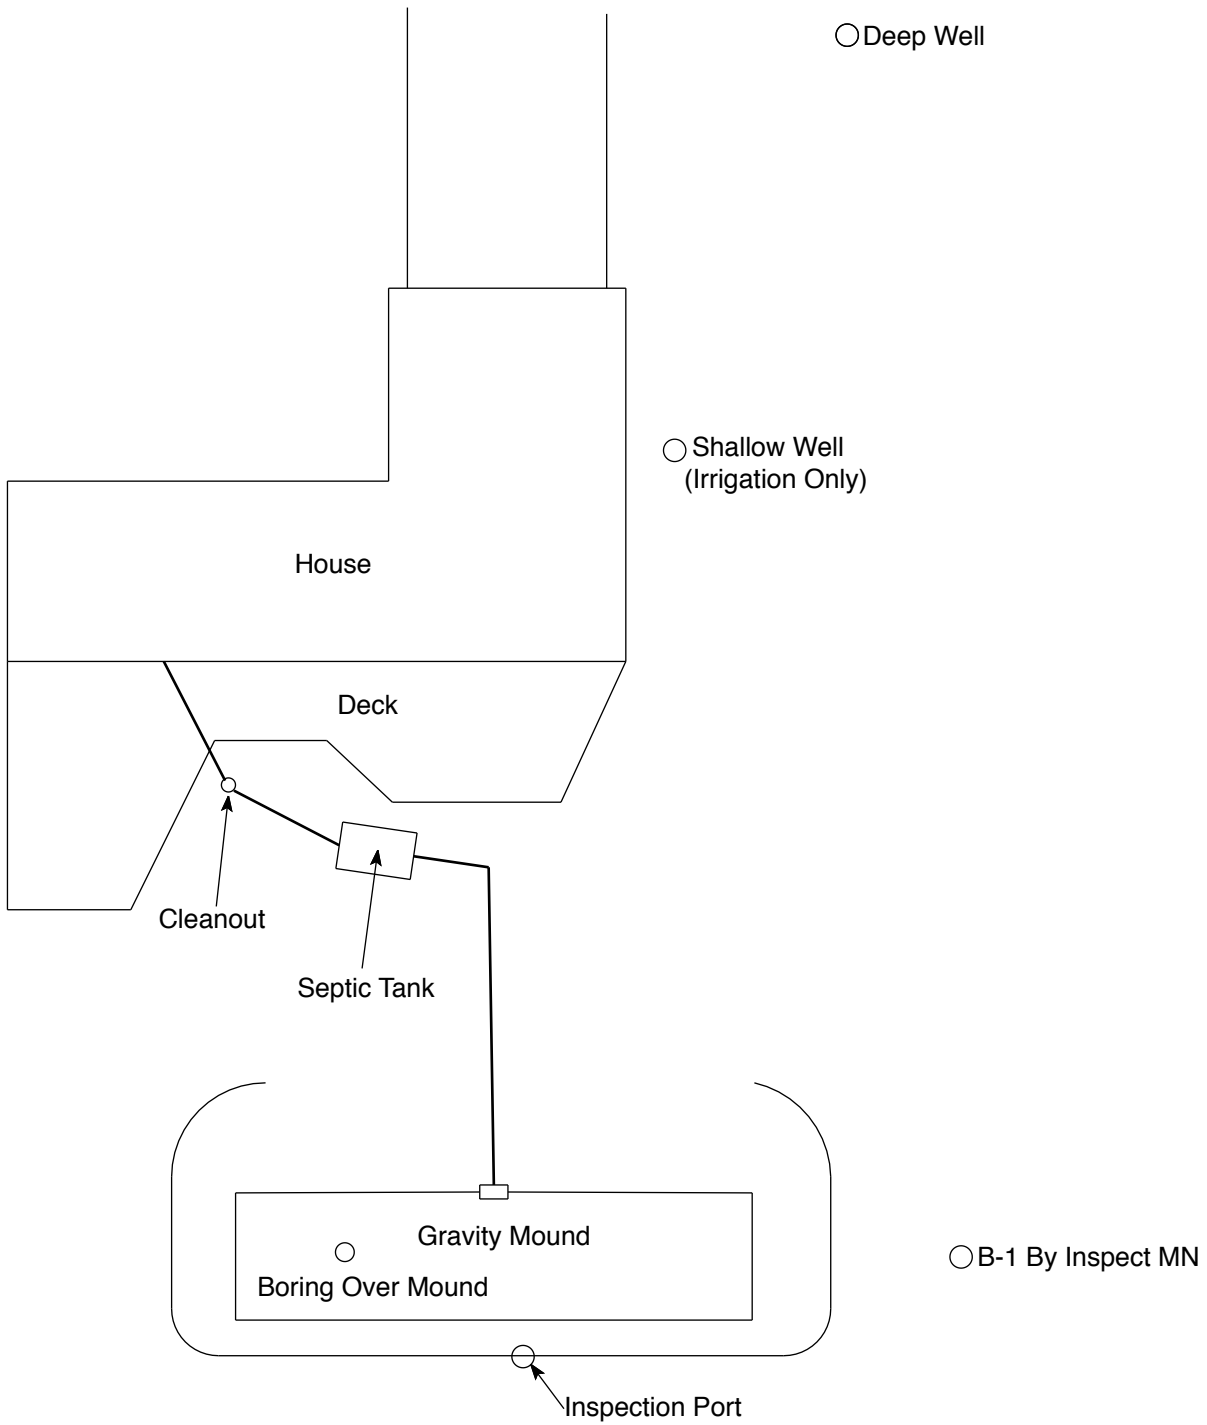 Deep Well
Shallow Well
(Irrigation Only)
House
Deck
Cleanout
Septic Tank
Gravity Mound
Boring Over Mound
B-1 By Inspect MN
Inspection Port